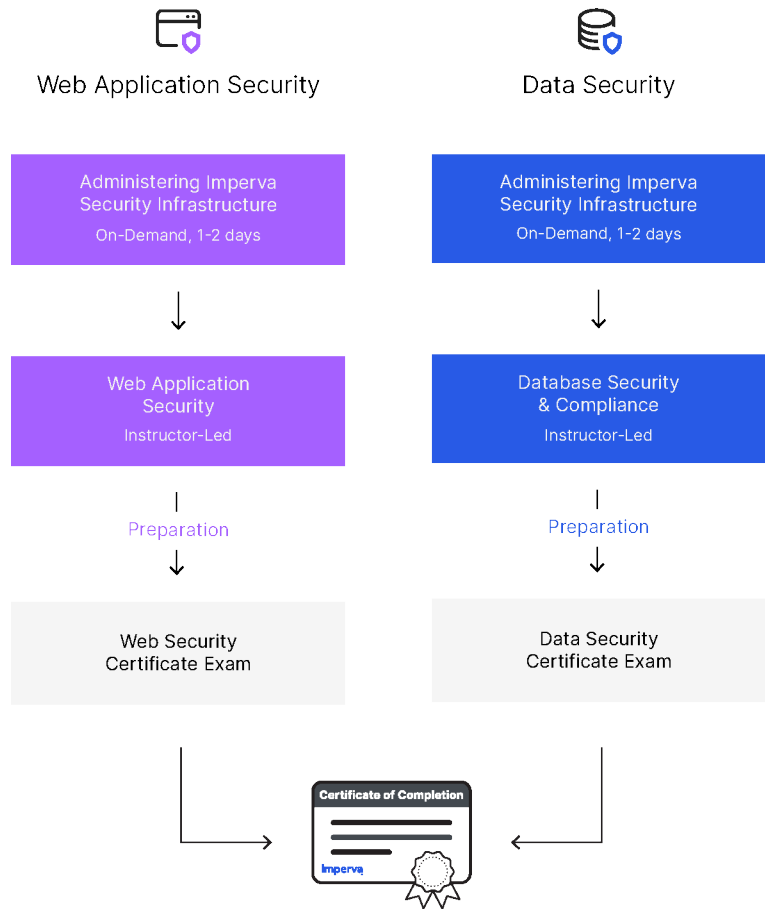 Web Application Security
Administering Imperva
Security Infrastructure
On-Demand, 1-2 days
Web Application
Security
Instructor-Led
Preparation
Web Security
Certificate Exam
Data Security
Administering Imperva
Security Infrastructure
On-Demand, 1-2 days
Database Security
& Compliance
Instructor-Led
Preparation
Data Security
Certificate Exam
Certificate of Completion
Imperva